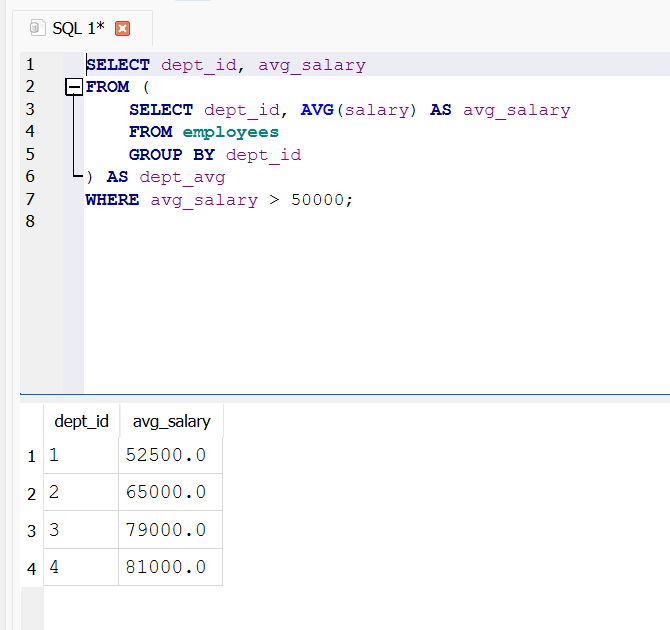 SQL 1*
1 SELECT dept_id, avg_salary
2 FROM (
3 SELECT dept_id, AVG(salary) AS avg_salary
4 FROM employees
5 GROUP BY dept_id
6 ) AS dept_avg
7 WHERE avg_salary > 50000;
8
dept_id avg_salary
1 1 52500.0
2 2 65000.0
3 3 79000.0
4 4 81000.0